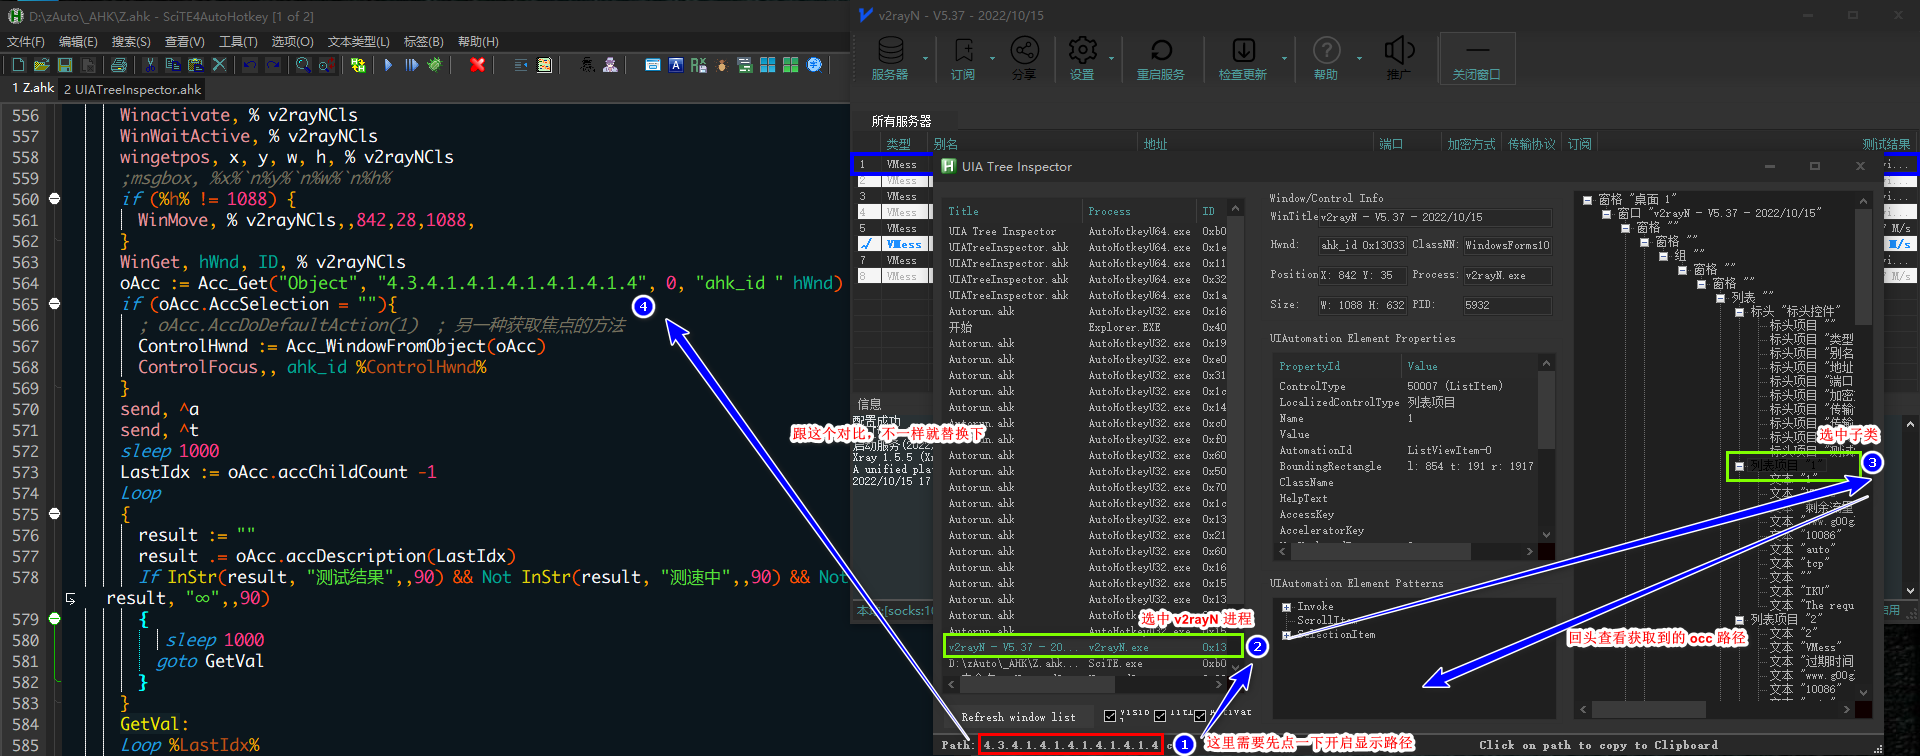 D:\zAuto\_AHK\Z.ahk - SciTE4AutoHotkey [1 of 2]
文件(F) 编辑(E) 搜索(S) 查看(V) 工具(T) 选项(O) 文本类型(L) 标签(B) 帮助(H)
1 Z.ahk 2 UIATreeInspector.ahk
556 Winactivate, % v2rayNCls
557 WinWaitActive, % v2rayNCls
558 wingetpos, x, y, w, h, % v2rayNCls
559 ;msgbox, %x%`n%y%`n%w%`n%h%
560 if (%h% != 1088) {
561 WinMove, % v2rayNCls,,842,28,1088,
562 }
563 WinGet, hWnd, ID, % v2rayNCls
564 oAcc := Acc_Get("Object", "4.3.4.1.4.1.4.1.4.1.4.1.4", 0, "ahk_id " hWnd)
565 if (oAcc.AccSelection = ""){
566 ; oAcc.AccDoDefaultAction(1) ; 另一种获取焦点的方法
567 ControlHwnd := Acc_WindowFromObject(oAcc)
568 ControlFocus,, ahk_id %ControlHwnd%
569 }
570 send, ^a
571 send, ^t
572 sleep 1000
573 LastIdx := oAcc.accChildCount -1
574 Loop
575 {
576 result := ""
577 result .= oAcc.accDescription(LastIdx)
578 If InStr(result, "测试结果",,90) && Not InStr(result, "测速中",,90) && Not
result, "∞",,90)
579 {
580 sleep 1000
581 goto GetVal
582 }
583 }
584 GetVal:
585 Loop %LastIdx%
4
跟这个对比，不一样就替换下
v2rayN - V5.37 - 2022/10/15
服务器 订阅 分享 设置 重启服务 检查更新 帮助 推广 关闭窗口
所有服务器
类型 别名 地址 端口 加密方式 传输协议 订阅 测试结果
1 VMess
2 VMess
3 VMess
4 VMess
5 VMess
√ VMess
7 VMess
8 VMess
信息
配置成功
启动服务(2022/
Xray 1.5.5 (Xr
A unified pla
2022/10/15 17
UIA Tree Inspector
Title Process ID
UIA Tree Inspector AutoHotkeyU64.exe 0xb0
UIATreeInspector.ahk AutoHotkeyU64.exe 0x1e
UIATreeInspector.ahk AutoHotkeyU64.exe 0x11
UIATreeInspector.ahk AutoHotkeyU64.exe 0x32
UIATreeInspector.ahk AutoHotkeyU64.exe 0x1a
Autorun.ahk AutoHotkeyU32.exe 0x16
开始 Explorer.EXE 0x40
Autorun.ahk AutoHotkeyU32.exe 0x19
Autorun.ahk AutoHotkeyU32.exe 0xe0
Autorun.ahk AutoHotkeyU32.exe 0x31
Autorun.ahk AutoHotkeyU32.exe 0x1c
Autorun.ahk AutoHotkeyU32.exe 0x14
Autorun.ahk AutoHotkeyU32.exe 0xc0
Autorun.ahk AutoHotkeyU32.exe 0xf0
Autorun.ahk AutoHotkeyU32.exe 0x60
Autorun.ahk AutoHotkeyU32.exe 0x50
Autorun.ahk AutoHotkeyU32.exe 0x70
Autorun.ahk AutoHotkeyU32.exe 0x1c
Autorun.ahk AutoHotkeyU32.exe 0x13
Autorun.ahk AutoHotkeyU32.exe 0x21
Autorun.ahk AutoHotkeyU32.exe 0x60
Autorun.ahk AutoHotkeyU32.exe 0x16
Autorun.ahk AutoHotkeyU32.exe 0x15
Autorun.ahk AutoHotkeyU32.exe 0x13
选中 v2rayN 进程
v2rayN - V5.37 - 20... v2rayN.exe 0x13
2
D:\zAuto\_AHK\Z.ahk... SciTE.exe 0xb0
Refresh window list
Path: 4.3.4.1.4.1.4.1.4.1.4.1.4
1 这里需要先点一下开启显示路径
Click on path to copy to Clipboard
Window/Control Info
WinTitle v2rayN - V5.37 - 2022/10/15
Hwnd: ahk_id 0x13033 ClassNN: WindowsForms10
Position X: 842 Y: 35 Process: v2rayN.exe
Size: W: 1088 H: 632 PID: 5932
UIAutomation Element Properties
PropertyId Value
ControlType 50007 (ListItem)
LocalizedControlType 列表项目
Name 1
Value
AutomationId ListViewItem-0
BoundingRectangle l: 854 t: 191 r: 1917
ClassName
HelpText
AccessKey
AcceleratorKey
UIAutomation Element Patterns
Invoke
ScrollItem
SelectionItem
窗格 "桌面 1"
窗口 "v2rayN - V5.37 - 2022/10/15"
窗格 ""
窗格 ""
组 ""
窗格 ""
窗格 ""
列表 ""
标头 "标头控件"
标头项目 ""
标头项目 "类型
标头项目 "别名
标头项目 "地址
标头项目 "端口
标头项目 "加密
标头项目 "传输
标头项目
标头项目 "测试
选中子类
列表项目 "1"
3
文本 "1"
文本
文本 "剩余流量
文本 "www.g00g
文本 "10086"
文本 "auto"
文本 "tcp"
文本 ""
文本 "IKU"
文本 "The requ
列表项目 "2"
文本 "2"
文本 "VMess"
文本 "过期时间
文本 "www.g00g
文本 "10086"
回头查看获取到的 occ 路径